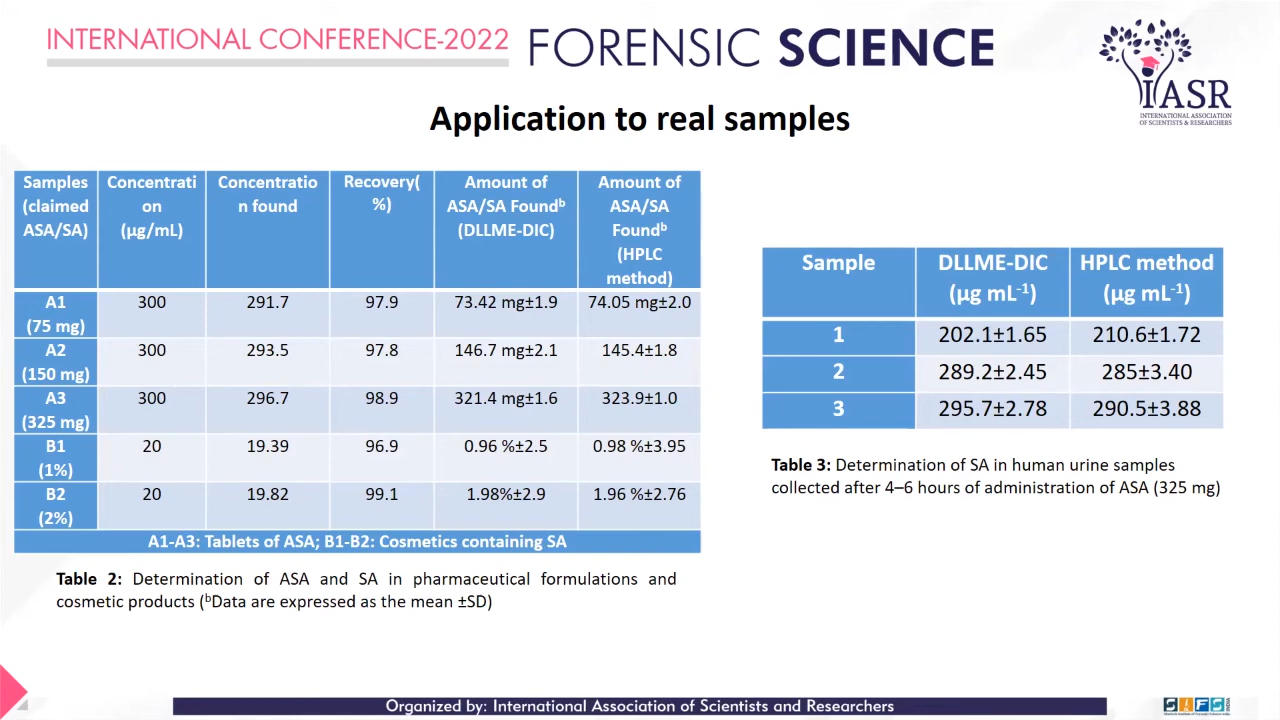 INTERNATIONAL CONFERENCE-2022 FORENSIC SCIENCE
IASR
INTERNATIONAL ASSOCIATION
OF SCIENTISTS & RESEARCHERS
Application to real samples
Samples (claimed ASA/SA) Concentrati on (µg/mL) Concentratio n found Recovery( %) Amount of ASA/SA Foundᵇ (DLLME-DIC) Amount of ASA/SA Foundᵇ (HPLC method)
A1 (75 mg) 300 291.7 97.9 73.42 mg±1.9 74.05 mg±2.0
A2 (150 mg) 300 293.5 97.8 146.7 mg±2.1 145.4±1.8
A3 (325 mg) 300 296.7 98.9 321.4 mg±1.6 323.9±1.0
B1 (1%) 20 19.39 96.9 0.96 %±2.5 0.98 %±3.95
B2 (2%) 20 19.82 99.1 1.98%±2.9 1.96 %±2.76
A1-A3: Tablets of ASA; B1-B2: Cosmetics containing SA
Table 2: Determination of ASA and SA in pharmaceutical formulations and
cosmetic products (ᵇData are expressed as the mean ±SD)
Sample DLLME-DIC (µg mL⁻¹) HPLC method (µg mL⁻¹)
1 202.1±1.65 210.6±1.72
2 289.2±2.45 285±3.40
3 295.7±2.78 290.5±3.88
Table 3: Determination of SA in human urine samples
collected after 4–6 hours of administration of ASA (325 mg)
Organized by: International Association of Scientists and Researchers
SIFS